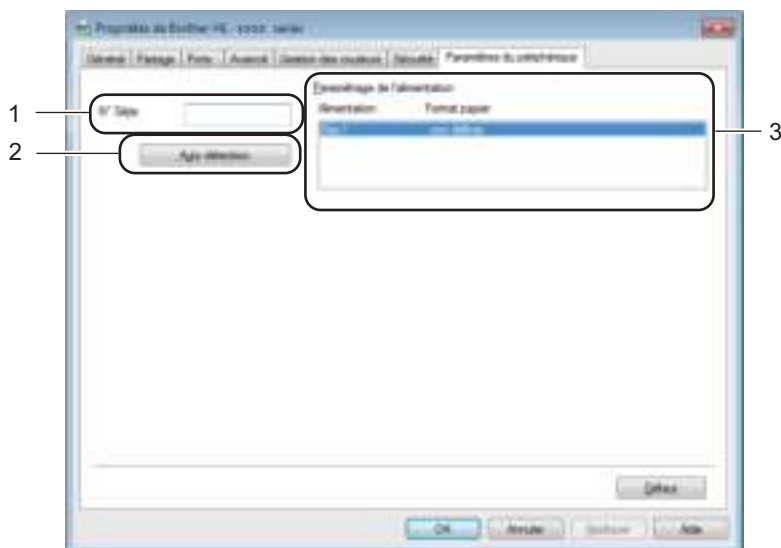 Propriétés de Brother HL-xxxx series
Général Partage Ports Avancé Gestion des couleurs Sécurité Paramètres du périphérique
1
N° Série
2
Auto détection
Paramétrage de l'alimentation
Alimentation Format papier
3
Défaut
OK Annuler Appliquer Aide